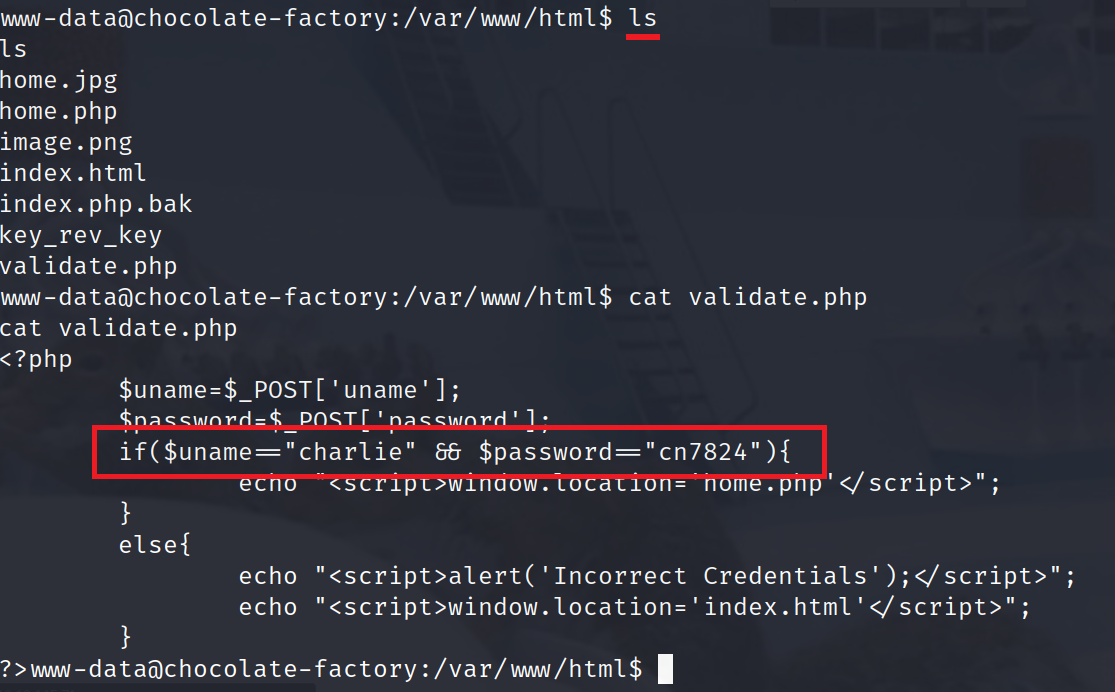 www-data@chocolate-factory:/var/www/html$ ls
ls
home.jpg
home.php
image.png
index.html
index.php.bak
key_rev_key
validate.php
www-data@chocolate-factory:/var/www/html$ cat validate.php
cat validate.php
<?php
        $uname=$_POST['uname'];
        $password=$_POST['password'];
        if($uname=="charlie" && $password=="cn7824"){
                echo "<script>window.location='home.php'</script>";
        }
        else{
                echo "<script>alert('Incorrect Credentials');</script>";
                echo "<script>window.location='index.html'</script>";
        }
?>www-data@chocolate-factory:/var/www/html$